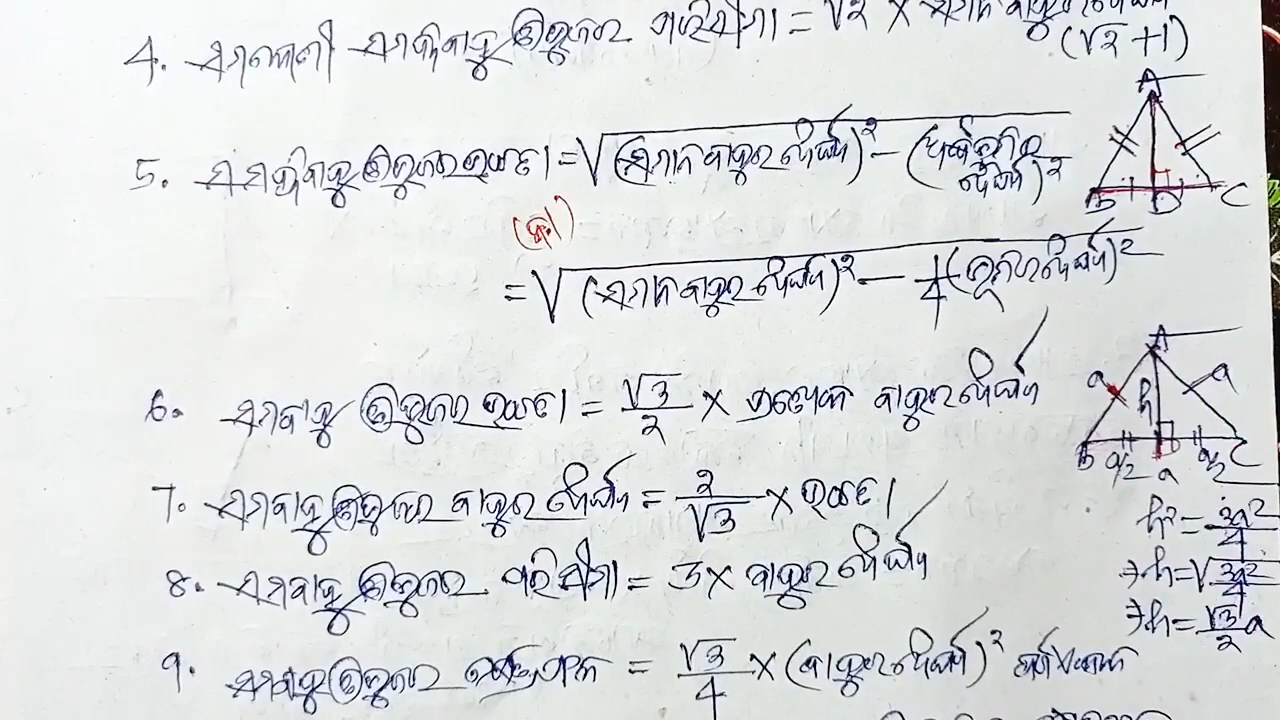 4. ସମକୋଣୀ ସମଦ୍ଵିବାହୁ ତ୍ରିଭୁଜର ପରିସୀମା = √2 × ସମାନ ବାହୁର ଦୈର୍ଘ୍ୟ
(√2 + 1)
5. ସମଦ୍ଵିବାହୁ ତ୍ରିଭୁଜର ଉଚ୍ଚତା = √(ସମାନ ବାହୁର ଦୈର୍ଘ୍ୟ)² − (ଅର୍ଦ୍ଧଭୂମିର ଦୈର୍ଘ୍ୟ)²
(କିମ୍ବା)
= √(ସମାନ ବାହୁର ଦୈର୍ଘ୍ୟ)² − 1/4 (ଭୂମିର ଦୈର୍ଘ୍ୟ)²
A
B D C
6. ସମବାହୁ ତ୍ରିଭୁଜର ଉଚ୍ଚତା = √3/2 × ପ୍ରତ୍ୟେକ ବାହୁର ଦୈର୍ଘ୍ୟ
A
a h a
B C
a/2 a a/2
7. ସମବାହୁ ତ୍ରିଭୁଜର ବାହୁର ଦୈର୍ଘ୍ୟ = 2/√3 × ଉଚ୍ଚତା
h² = 3a²/4
8. ସମବାହୁ ତ୍ରିଭୁଜର ପରିସୀମା = 3 × ବାହୁର ଦୈର୍ଘ୍ୟ
⇒ h = √3a²/4
⇒ h = √3/2 a
9. ସମବାହୁ ତ୍ରିଭୁଜର କ୍ଷେତ୍ରଫଳ = √3/4 × (ବାହୁର ଦୈର୍ଘ୍ୟ)² ବର୍ଗ ଏକକ